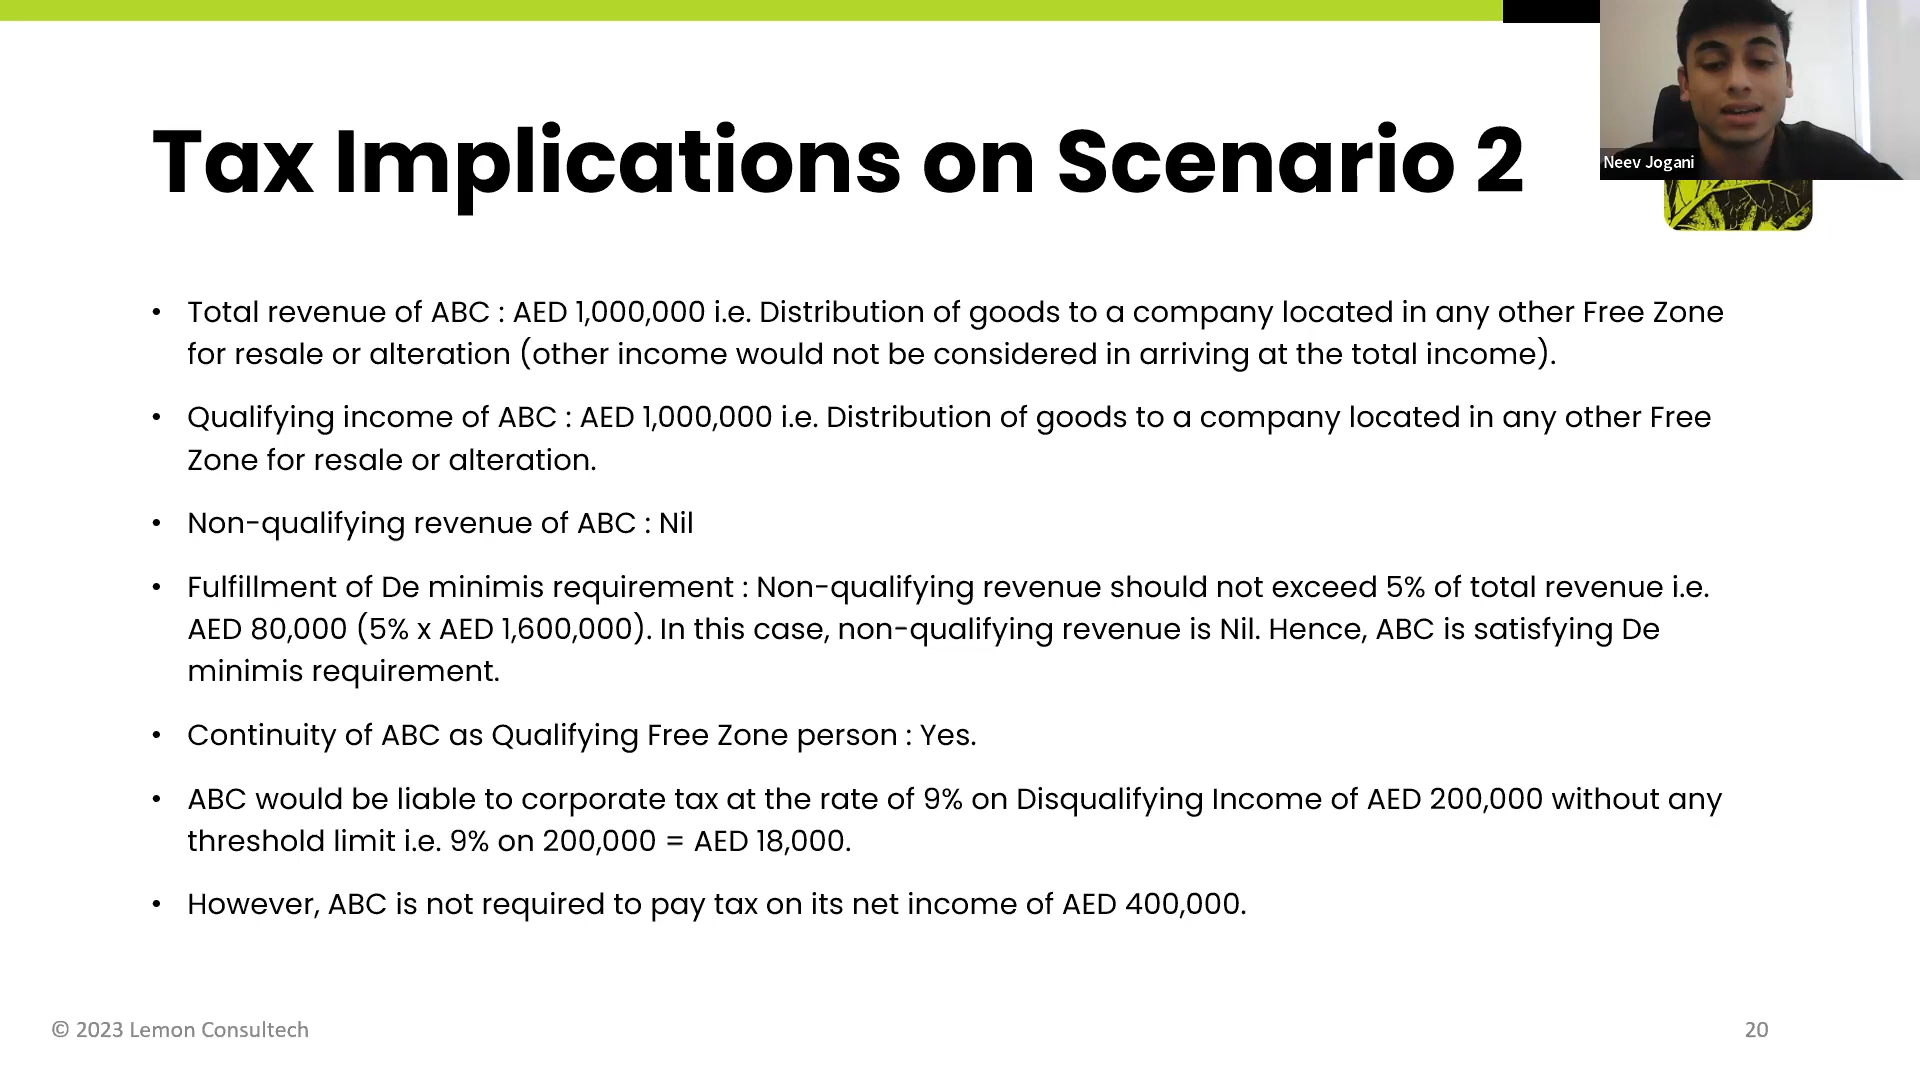 Tax Implications on Scenario 2
Neev Jogani
• Total revenue of ABC : AED 1,000,000 i.e. Distribution of goods to a company located in any other Free Zone
for resale or alteration (other income would not be considered in arriving at the total income).
• Qualifying income of ABC : AED 1,000,000 i.e. Distribution of goods to a company located in any other Free
Zone for resale or alteration.
• Non-qualifying revenue of ABC : Nil
• Fulfillment of De minimis requirement : Non-qualifying revenue should not exceed 5% of total revenue i.e.
AED 80,000 (5% x AED 1,600,000). In this case, non-qualifying revenue is Nil. Hence, ABC is satisfying De
minimis requirement.
• Continuity of ABC as Qualifying Free Zone person : Yes.
• ABC would be liable to corporate tax at the rate of 9% on Disqualifying Income of AED 200,000 without any
threshold limit i.e. 9% on 200,000 = AED 18,000.
• However, ABC is not required to pay tax on its net income of AED 400,000.
© 2023 Lemon Consultech
20